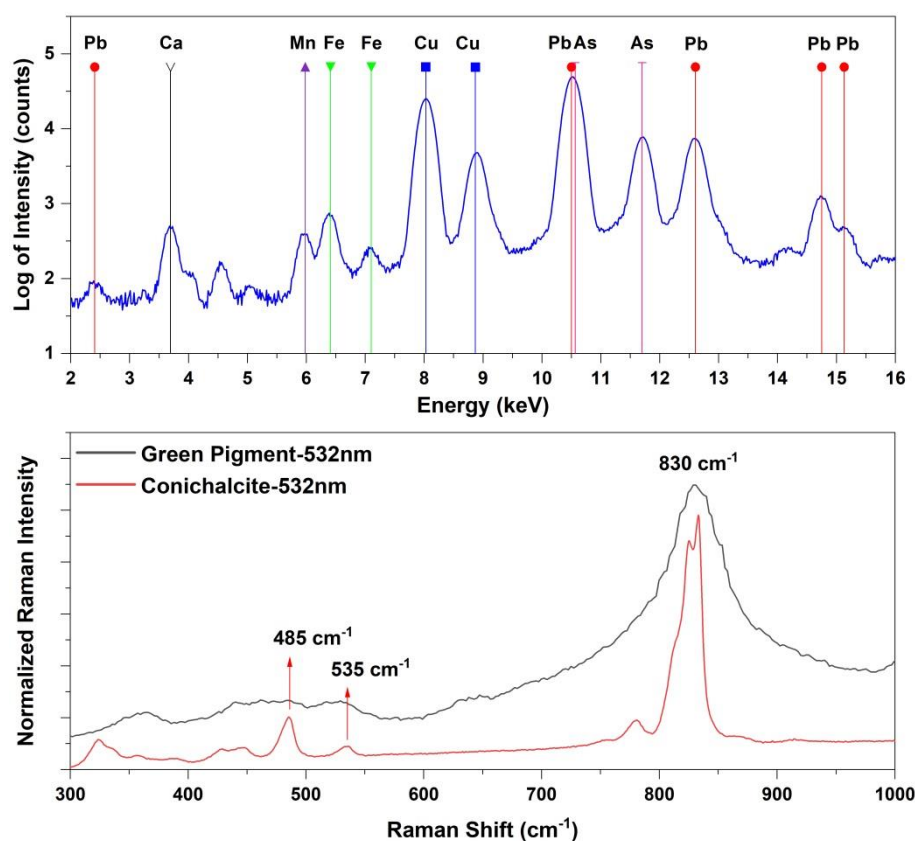 Pb Ca Mn Fe Fe Cu Cu Pb As As Pb Pb Pb
5
4
3
2
1
Log of Intensity (counts)
2 3 4 5 6 7 8 9 10 11 12 13 14 15 16
Energy (keV)
Green Pigment-532nm
Conichalcite-532nm
830 cm⁻¹
485 cm⁻¹
535 cm⁻¹
Normalized Raman Intensity
300 400 500 600 700 800 900 1000
Raman Shift (cm⁻¹)